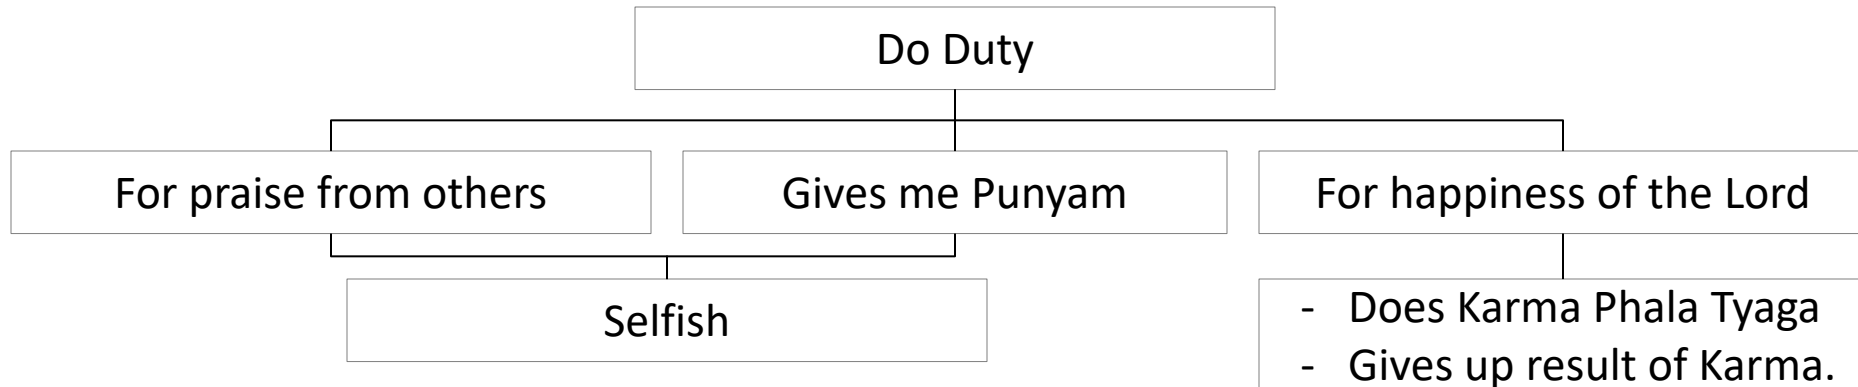 Do Duty
For praise from others
Gives me Punyam
For happiness of the Lord
Selfish
- Does Karma Phala Tyaga
- Gives up result of Karma.